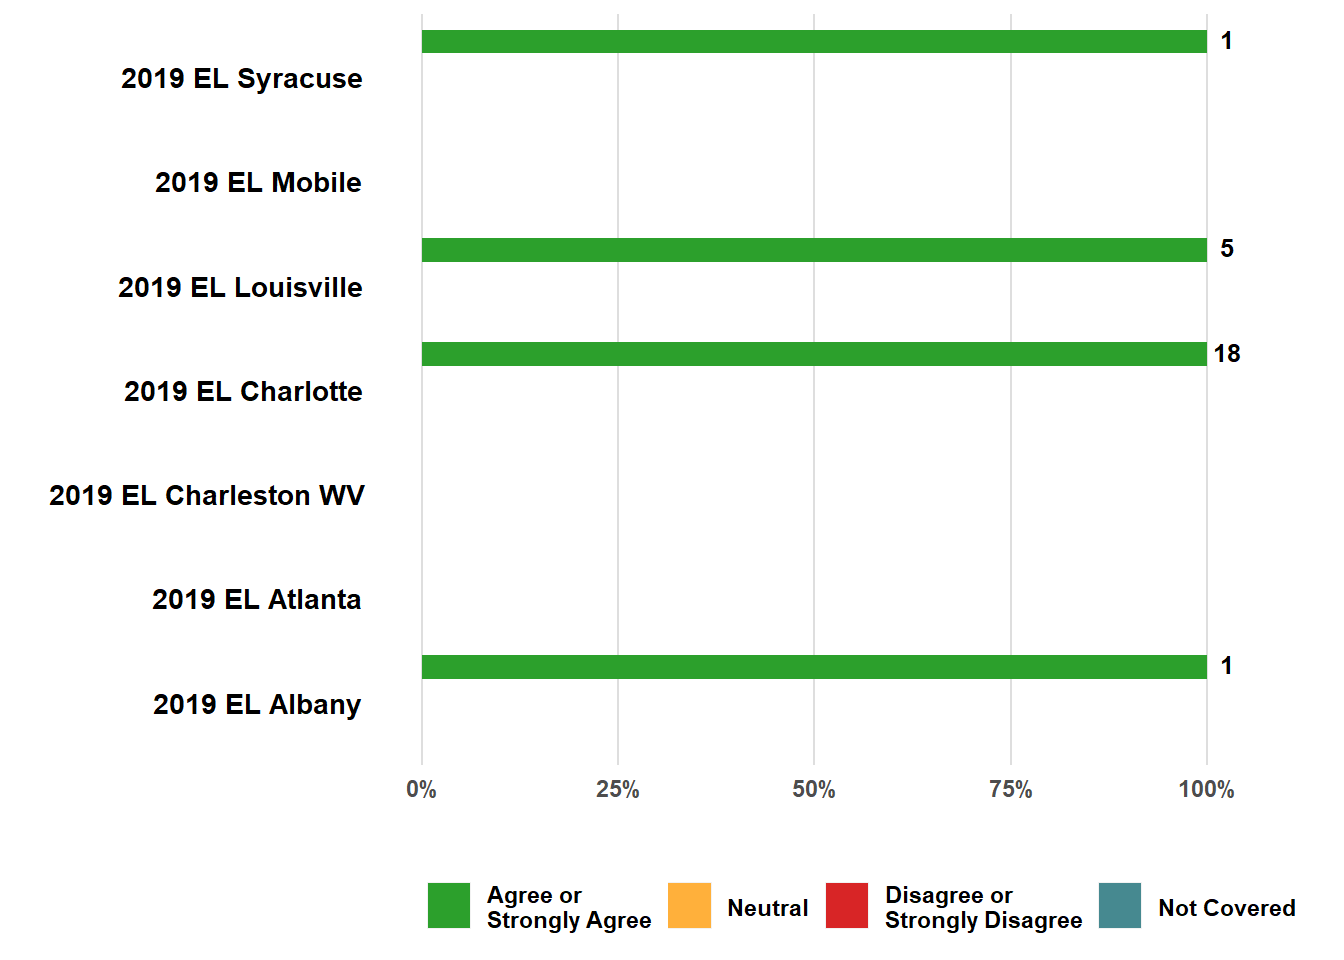 1
2019 EL Syracuse
2019 EL Mobile
5
2019 EL Louisville
18
2019 EL Charlotte
2019 EL Charleston WV
2019 EL Atlanta
1
2019 EL Albany
0% 25% 50% 75% 100%
Agree or
Strongly Agree
Neutral
Disagree or
Strongly Disagree
Not Covered